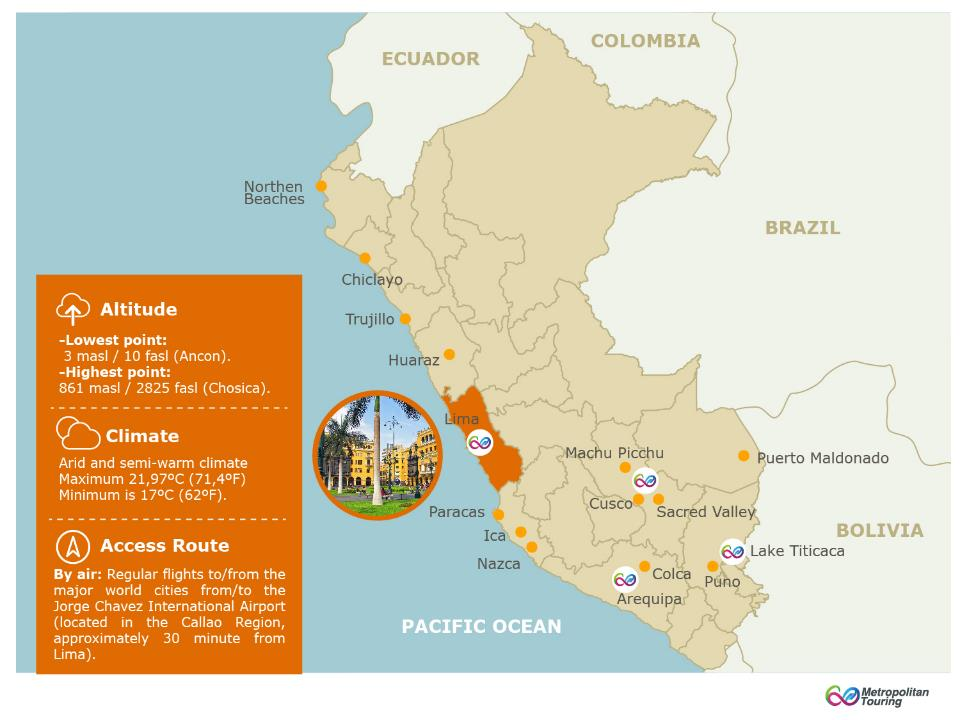 ECUADOR
COLOMBIA
BRAZIL
Northen
Beaches
Chiclayo
Trujillo
Huaraz
Lima
Machu Picchu
Puerto Maldonado
Cusco
Sacred Valley
Paracas
Ica
Nazca
BOLIVIA
Lake Titicaca
Colca
Puno
Arequipa
PACIFIC OCEAN
Altitude
-Lowest point:
3 masl / 10 fasl (Ancon).
-Highest point:
861 masl / 2825 fasl (Chosica).
Climate
Arid and semi-warm climate
Maximum 21,97ºC (71,4ºF)
Minimum is 17ºC (62ºF).
Access Route
By air: Regular flights to/from the
major world cities from/to the
Jorge Chavez International Airport
(located in the Callao Region,
approximately 30 minute from
Lima).
Metropolitan
Touring